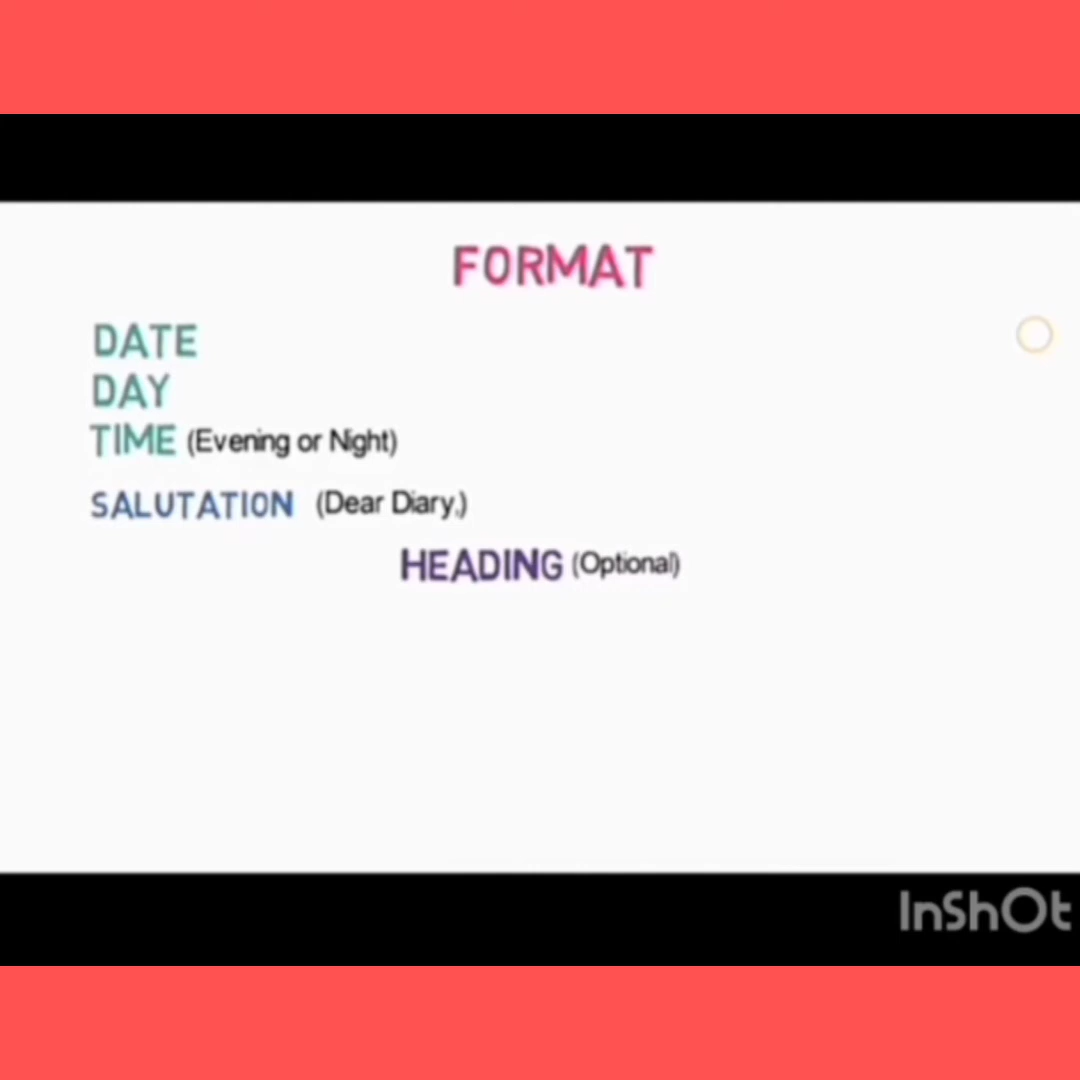 FORMAT
DATE
DAY
TIME (Evening or Night)
SALUTATION (Dear Diary,)
HEADING (Optional)
InShOt